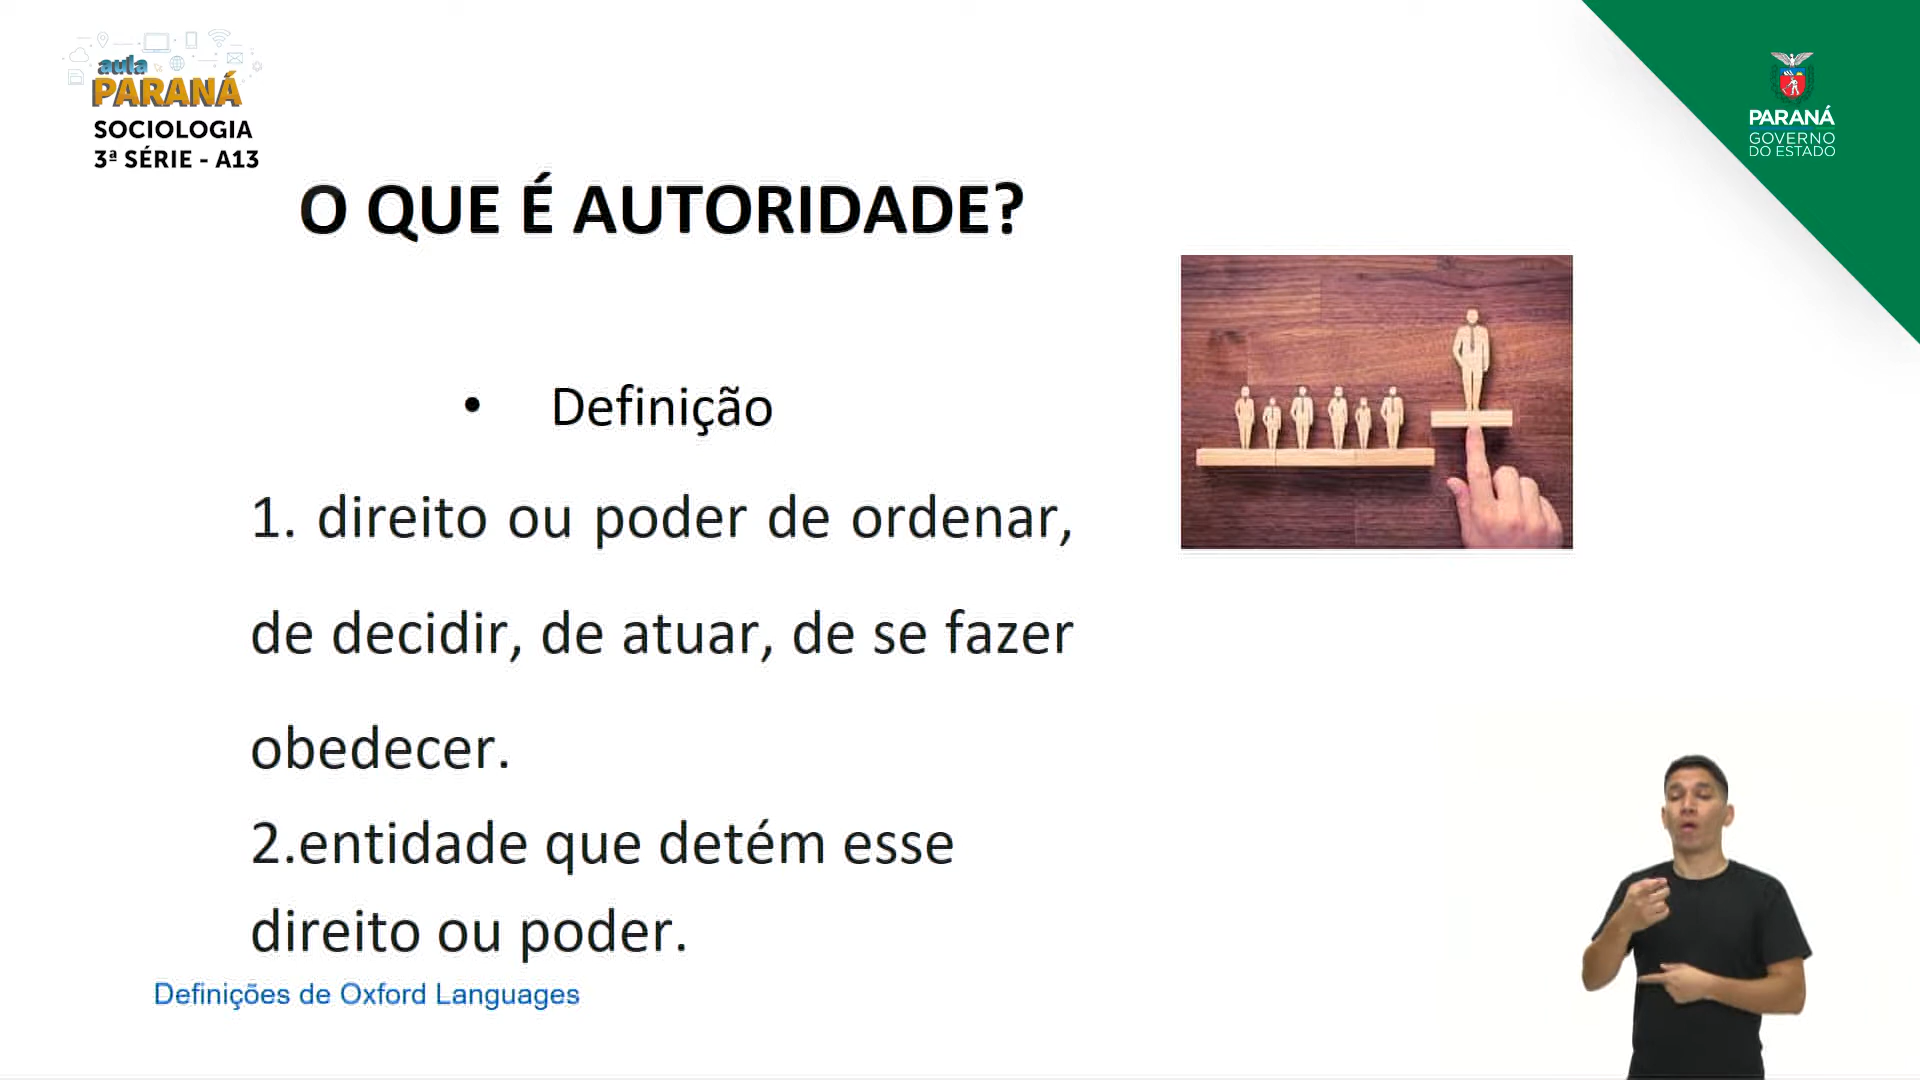 aula
PARANÁ
SOCIOLOGIA
3ª SÉRIE - A13
PARANÁ
GOVERNO
DO ESTADO
O QUE É AUTORIDADE?
• Definição
1. direito ou poder de ordenar,
de decidir, de atuar, de se fazer
obedecer.
2.entidade que detém esse
direito ou poder.
Definições de Oxford Languages